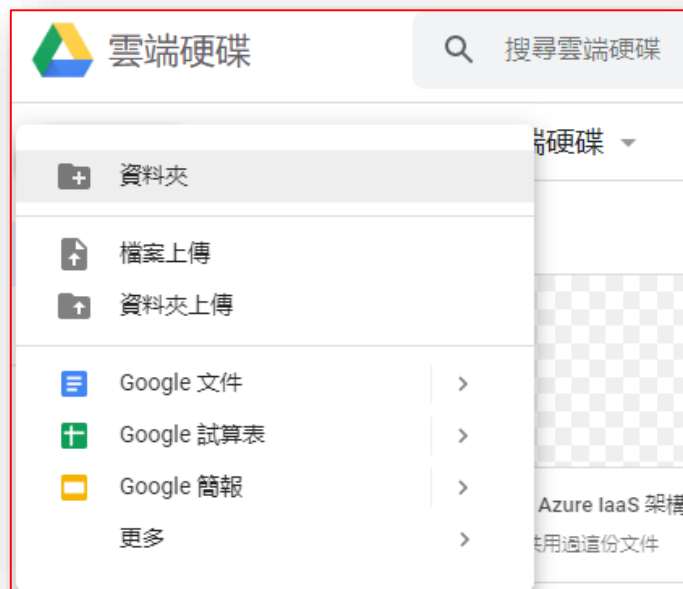 雲端硬碟
搜尋雲端硬碟
端硬碟
資料夾
檔案上傳
資料夾上傳
Google 文件
Google 試算表
Google 簡報
更多
Azure IaaS 架構
共用過這份文件